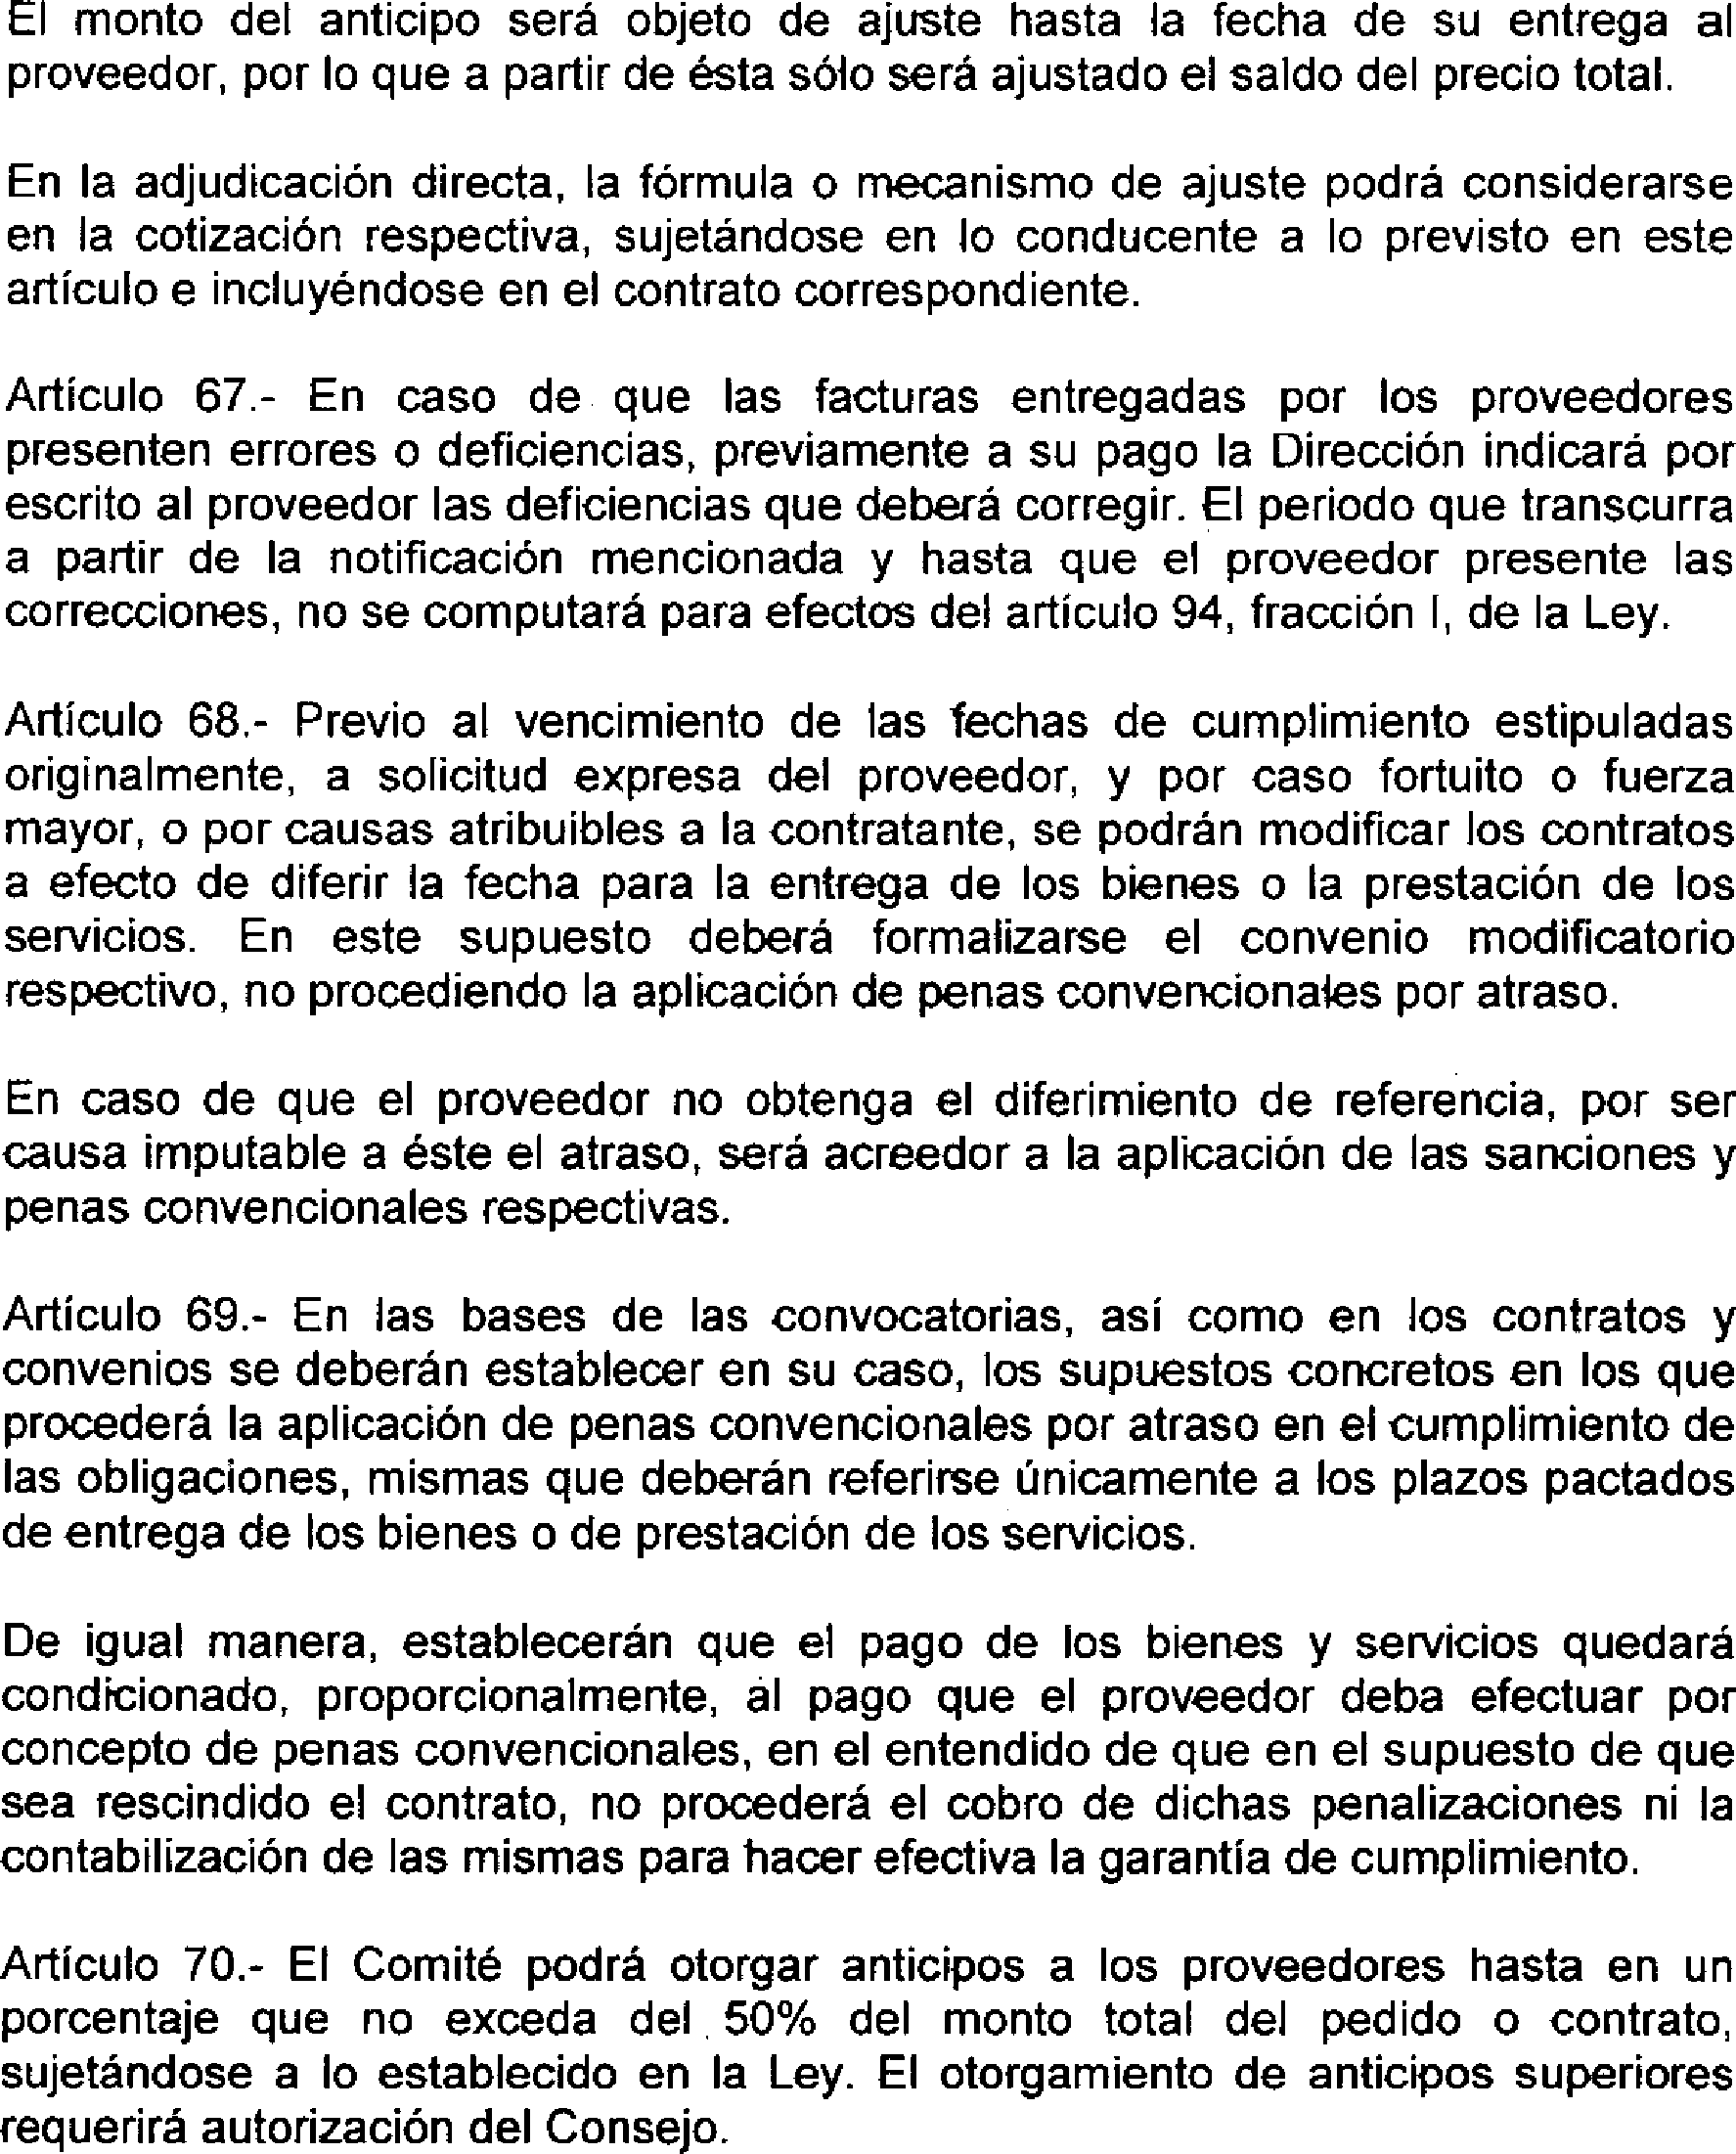 El monto del anticipo será objeto de ajuste hasta la fecha de su entrega al
proveedor, por lo que a partir de ésta sólo será ajustado el saldo del precio total.
En la adjudicación directa, la fórmula o mecanismo de ajuste podrá considerarse
en la cotización respectiva, sujetándose en lo conducente a lo previsto en este
artículo e incluyéndose en el contrato correspondiente.
Artículo 67.- En caso de que las facturas entregadas por los proveedores
presenten errores o deficiencias, previamente a su pago la Dirección indicará por
escrito al proveedor las deficiencias que deberá corregir. El periodo que transcurra
a partir de la notificación mencionada y hasta que el proveedor presente las
correcciones, no se computará para efectos del artículo 94, fracción I, de la Ley.
Artículo 68.- Previo al vencimiento de las fechas de cumplimiento estipuladas
originalmente, a solicitud expresa del proveedor, y por caso fortuito o fuerza
mayor, o por causas atribuibles a la contratante, se podrán modificar los contratos
a efecto de diferir la fecha para la entrega de los bienes o la prestación de los
servicios. En este supuesto deberá formalizarse el convenio modificatorio
respectivo, no procediendo la aplicación de penas convencionales por atraso.
En caso de que el proveedor no obtenga el diferimiento de referencia, por ser
causa imputable a éste el atraso, será acreedor a la aplicación de las sanciones y
penas convencionales respectivas.
Artículo 69.- En las bases de las convocatorias, así como en los contratos y
convenios se deberán establecer en su caso, los supuestos concretos en los que
procederá la aplicación de penas convencionales por atraso en el cumplimiento de
las obligaciones, mismas que deberán referirse únicamente a los plazos pactados
de entrega de los bienes o de prestación de los servicios.
De igual manera, establecerán que el pago de los bienes y servicios quedará
condicionado, proporcionalmente, al pago que el proveedor deba efectuar por
concepto de penas convencionales, en el entendido de que en el supuesto de que
sea rescindido el contrato, no procederá el cobro de dichas penalizaciones ni la
contabilización de las mismas para hacer efectiva la garantía de cumplimiento.
Artículo 70.- El Comité podrá otorgar anticipos a los proveedores hasta en un
porcentaje que no exceda del 50% del monto total del pedido o contrato,
sujetándose a lo establecido en la Ley. El otorgamiento de anticipos superiores
requerirá autorización del Consejo.